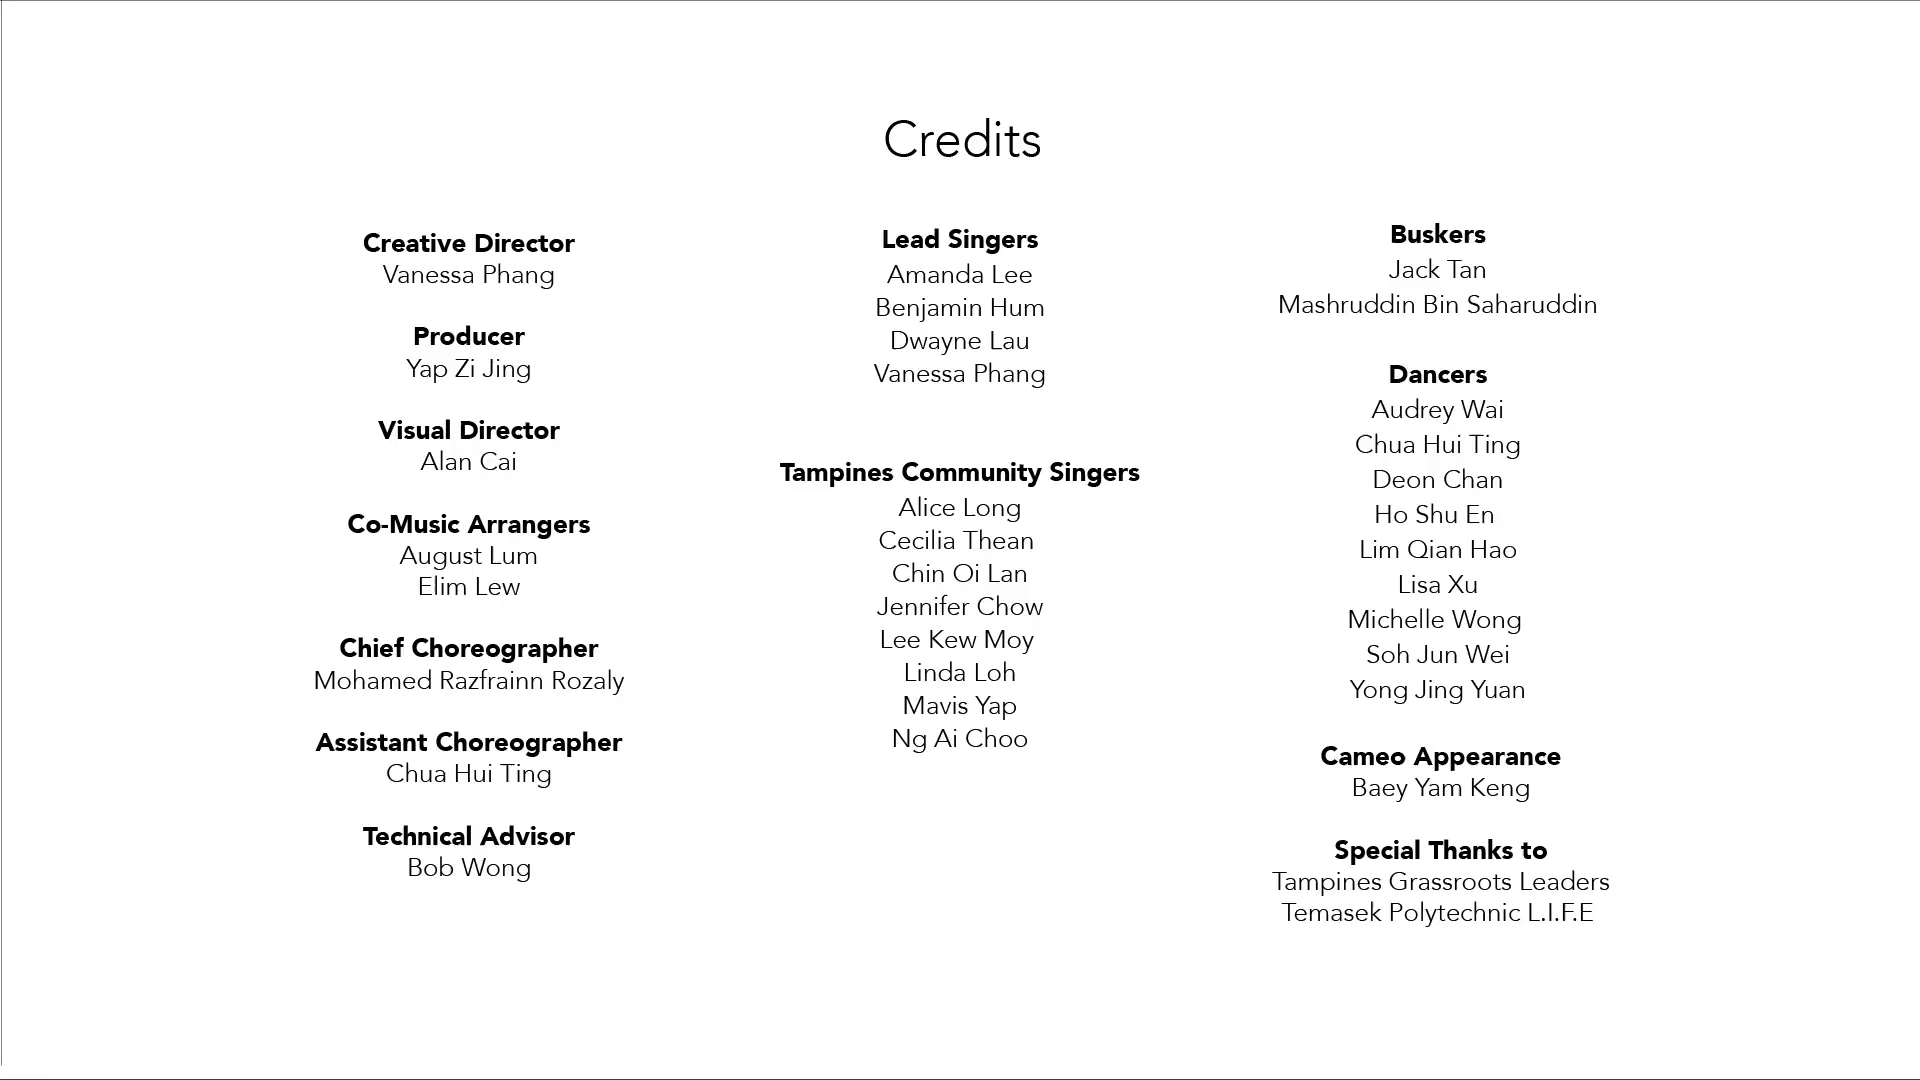 Credits
Creative Director
Vanessa Phang
Producer
Yap Zi Jing
Visual Director
Alan Cai
Co-Music Arrangers
August Lum
Elim Lew
Chief Choreographer
Mohamed Razfrainn Rozaly
Assistant Choreographer
Chua Hui Ting
Technical Advisor
Bob Wong
Lead Singers
Amanda Lee
Benjamin Hum
Dwayne Lau
Vanessa Phang
Tampines Community Singers
Alice Long
Cecilia Thean
Chin Oi Lan
Jennifer Chow
Lee Kew Moy
Linda Loh
Mavis Yap
Ng Ai Choo
Buskers
Jack Tan
Mashruddin Bin Saharuddin
Dancers
Audrey Wai
Chua Hui Ting
Deon Chan
Ho Shu En
Lim Qian Hao
Lisa Xu
Michelle Wong
Soh Jun Wei
Yong Jing Yuan
Cameo Appearance
Baey Yam Keng
Special Thanks to
Tampines Grassroots Leaders
Temasek Polytechnic L.I.F.E